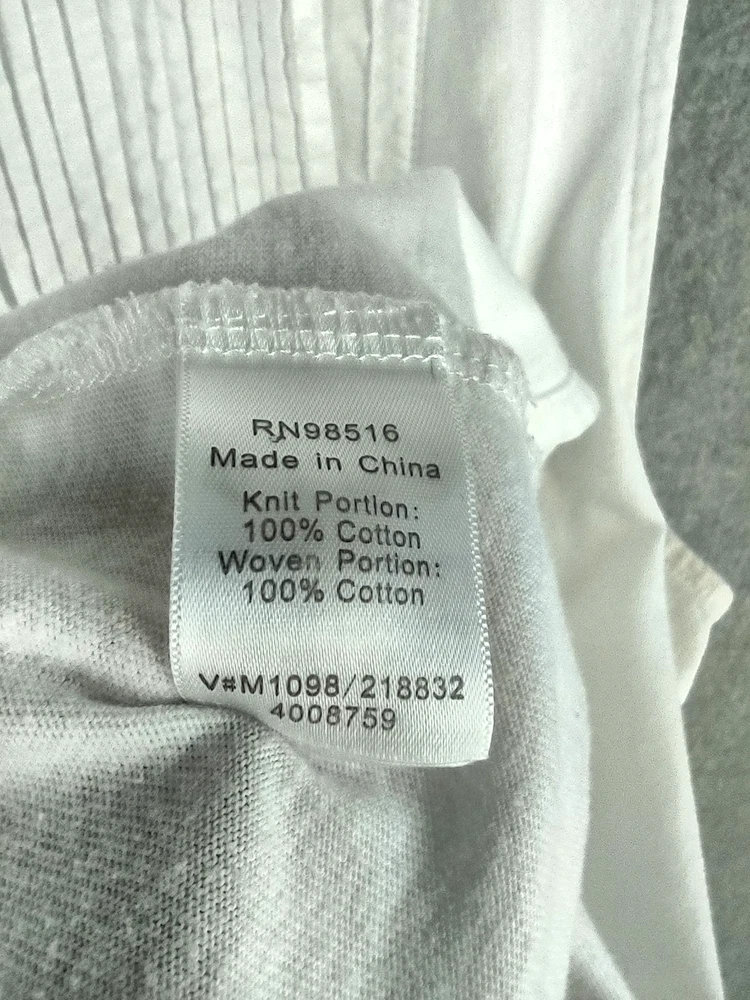 RN98516
Made in China
Knit Portion:
100% Cotton
Woven Portion:
100% Cotton
V#M1098/218832
4008759